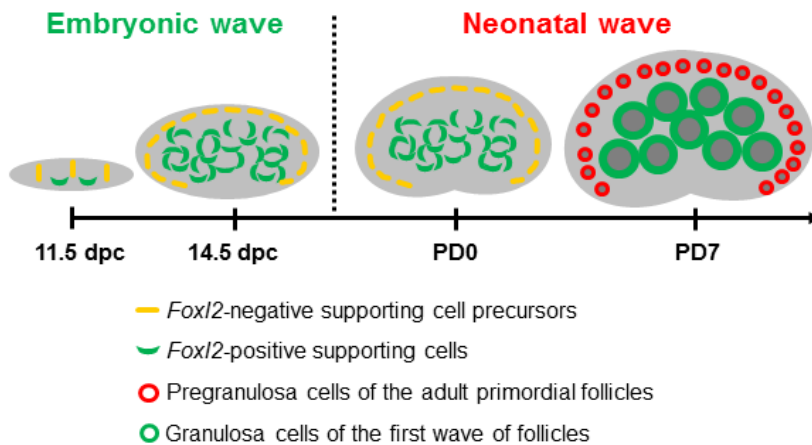 Embryonic wave
Neonatal wave
11.5 dpc
14.5 dpc
PD0
PD7
Foxl2-negative supporting cell precursors
Foxl2-positive supporting cells
Pregranulosa cells of the adult primordial follicles
Granulosa cells of the first wave of follicles